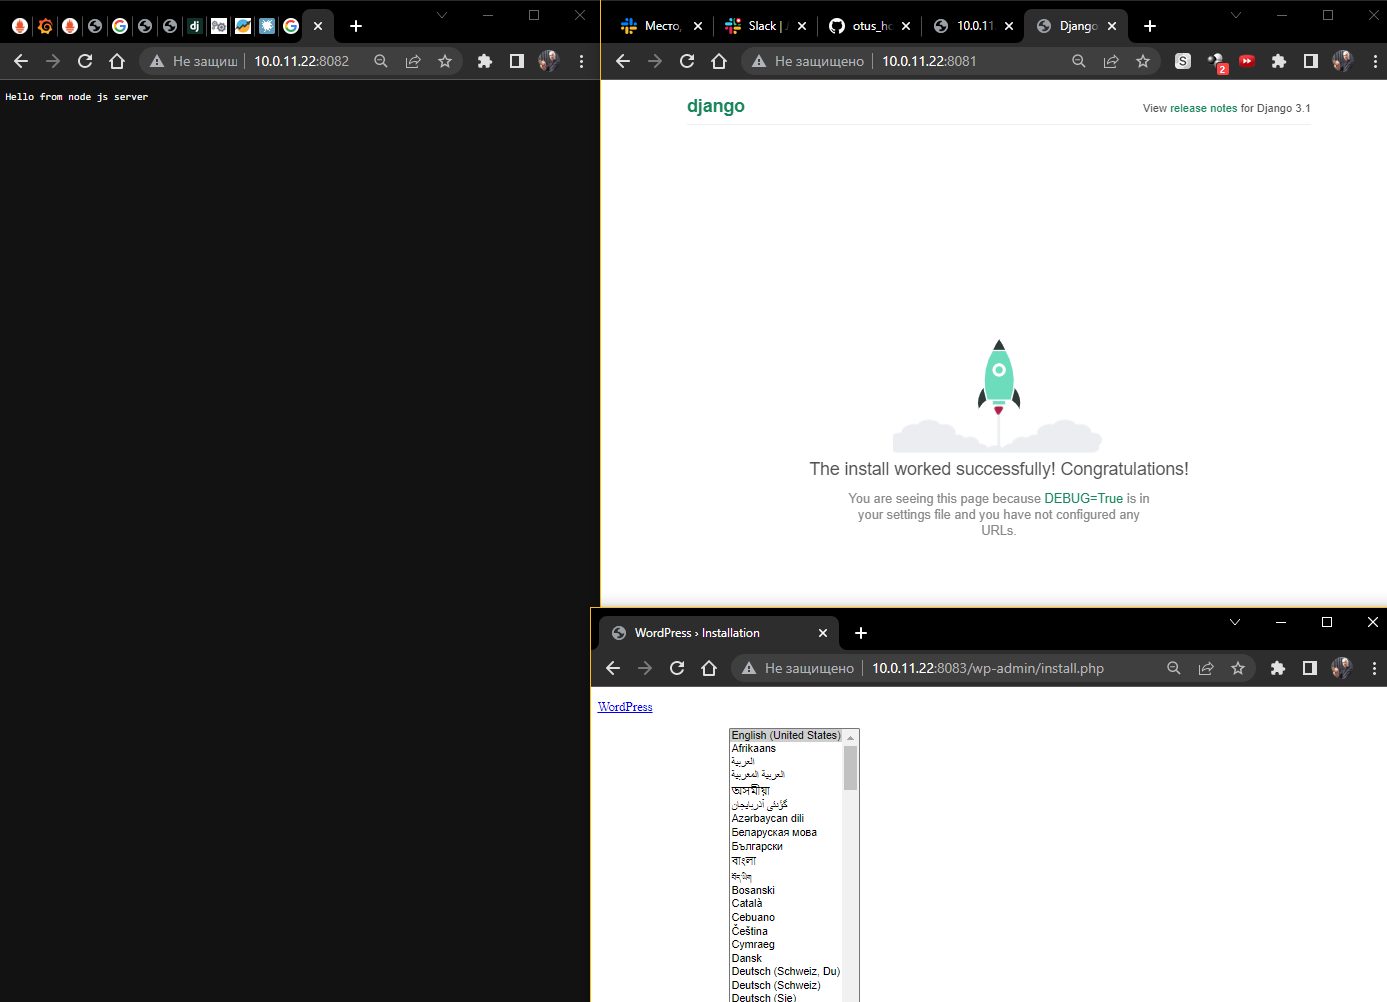 Не защищ
10.0.11.22:8082
Hello from node js server
Место,
Slack |
otus_ho
10.0.11
Django
Не защищено
10.0.11.22:8081
2
django
View release notes for Django 3.1
The install worked successfully! Congratulations!
You are seeing this page because DEBUG=True is in
your settings file and you have not configured any
URLs.
WordPress › Installation
Не защищено
10.0.11.22:8083/wp-admin/install.php
WordPress
English (United States)
Afrikaans
العربية
العربية المغربية
অসমীয়া
گؤنئی آذربایجان
Azərbaycan dili
Беларуская мова
Български
বাংলা
བོད་ཡིག
Bosanski
Català
Cebuano
Čeština
Cymraeg
Dansk
Deutsch (Schweiz, Du)
Deutsch (Schweiz)
Deutsch (Sie)